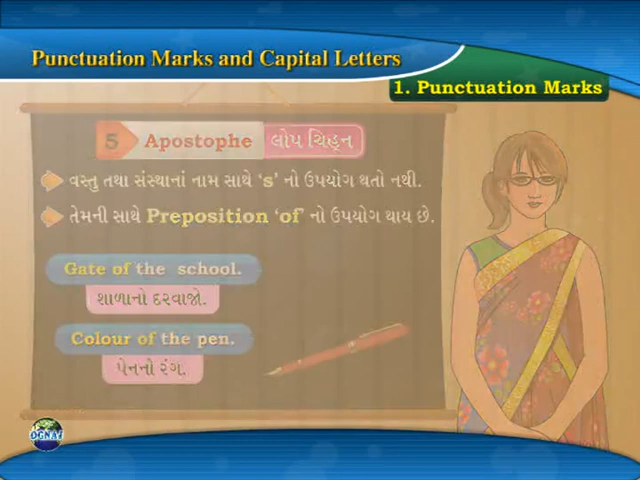 Punctuation Marks and Capital Letters
1. Punctuation Marks
5 Apostophe લોપ ચિહ્ન
વસ્તુ તથા સંસ્થાનાં નામ સાથે ‘s’ નો ઉપયોગ થતો નથી.
તેમની સાથે Preposition ‘of’ નો ઉપયોગ થાય છે.
Gate of the school.
શાળાનો દરવાજો.
Colour of the pen.
પેનનો રંગ.
OGNAJ